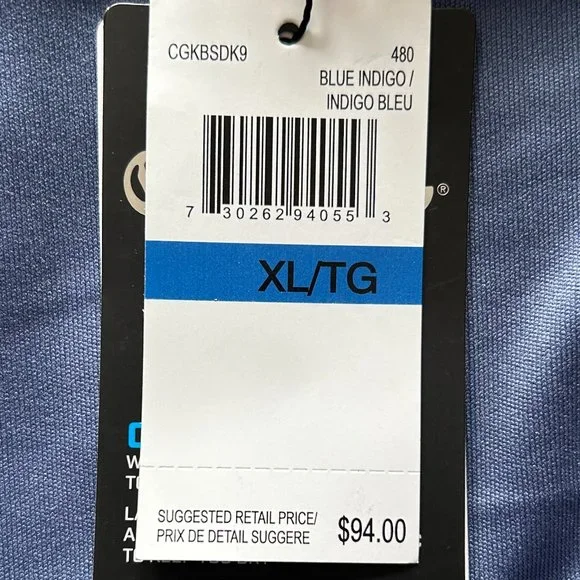 CGKBSDK9
480
BLUE INDIGO /
INDIGO BLEU
7 30262 94055 3
®
XL/TG
SUGGESTED RETAIL PRICE/
PRIX DE DETAIL SUGGERE
$94.00